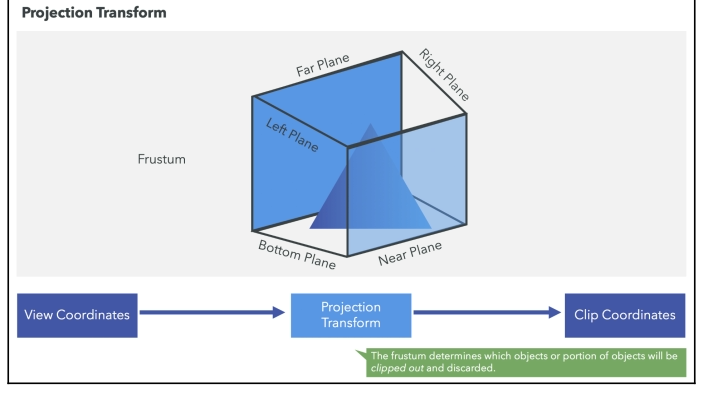 Projection Transform
Far Plane
Right Plane
Left Plane
Frustum
Bottom Plane
Near Plane
View Coordinates
Projection
Transform
Clip Coordinates
The frustum determines which objects or portion of objects will be
clipped out and discarded.